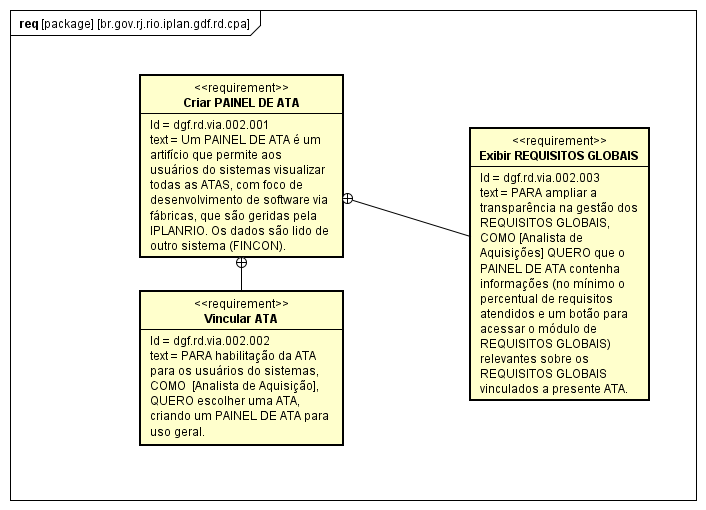 req [package] [br.gov.rj.rio.iplan.gdf.rd.cpa]
<<requirement>>
Criar PAINEL DE ATA
Id = dgf.rd.via.002.001
text = Um PAINEL DE ATA é um
artifício que permite aos
usuários do sistemas visualizar
todas as ATAS, com foco de
desenvolvimento de software via
fábricas, que são geridas pela
IPLANRIO. Os dados são lido de
outro sistema (FINCON).
<<requirement>>
Vincular ATA
Id = dgf.rd.via.002.002
text = PARA habilitação da ATA
para os usuários do sistemas,
COMO  [Analista de Aquisição],
QUERO escolher uma ATA,
criando um PAINEL DE ATA para
uso geral.
<<requirement>>
Exibir REQUISITOS GLOBAIS
Id = dgf.rd.via.002.003
text = PARA ampliar a
transparência na gestão dos
REQUISITOS GLOBAIS,
COMO [Analista de
Aquisições] QUERO que o
PAINEL DE ATA contenha
informações (no mínimo o
percentual de requisitos
atendidos e um botão para
acessar o módulo de
REQUISITOS GLOBAIS)
relevantes sobre os
REQUISITOS GLOBAIS
vinculados a presente ATA.